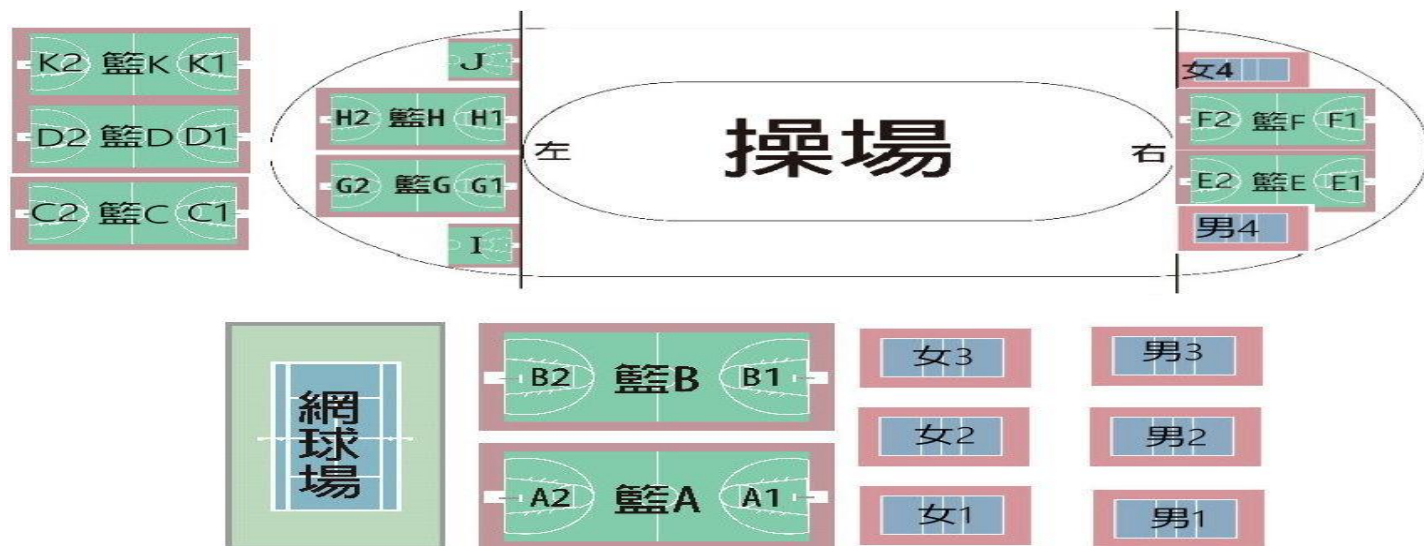 K2 籃K K1
D2 籃D D1
C2 籃C C1
J
H2 籃H H1
G2 籃G G1
I
左
操場
右
女4
F2 籃F F1
E2 籃E E1
男4
網球場
B2 籃B B1
A2 籃A A1
女3
男3
女2
男2
女1
男1